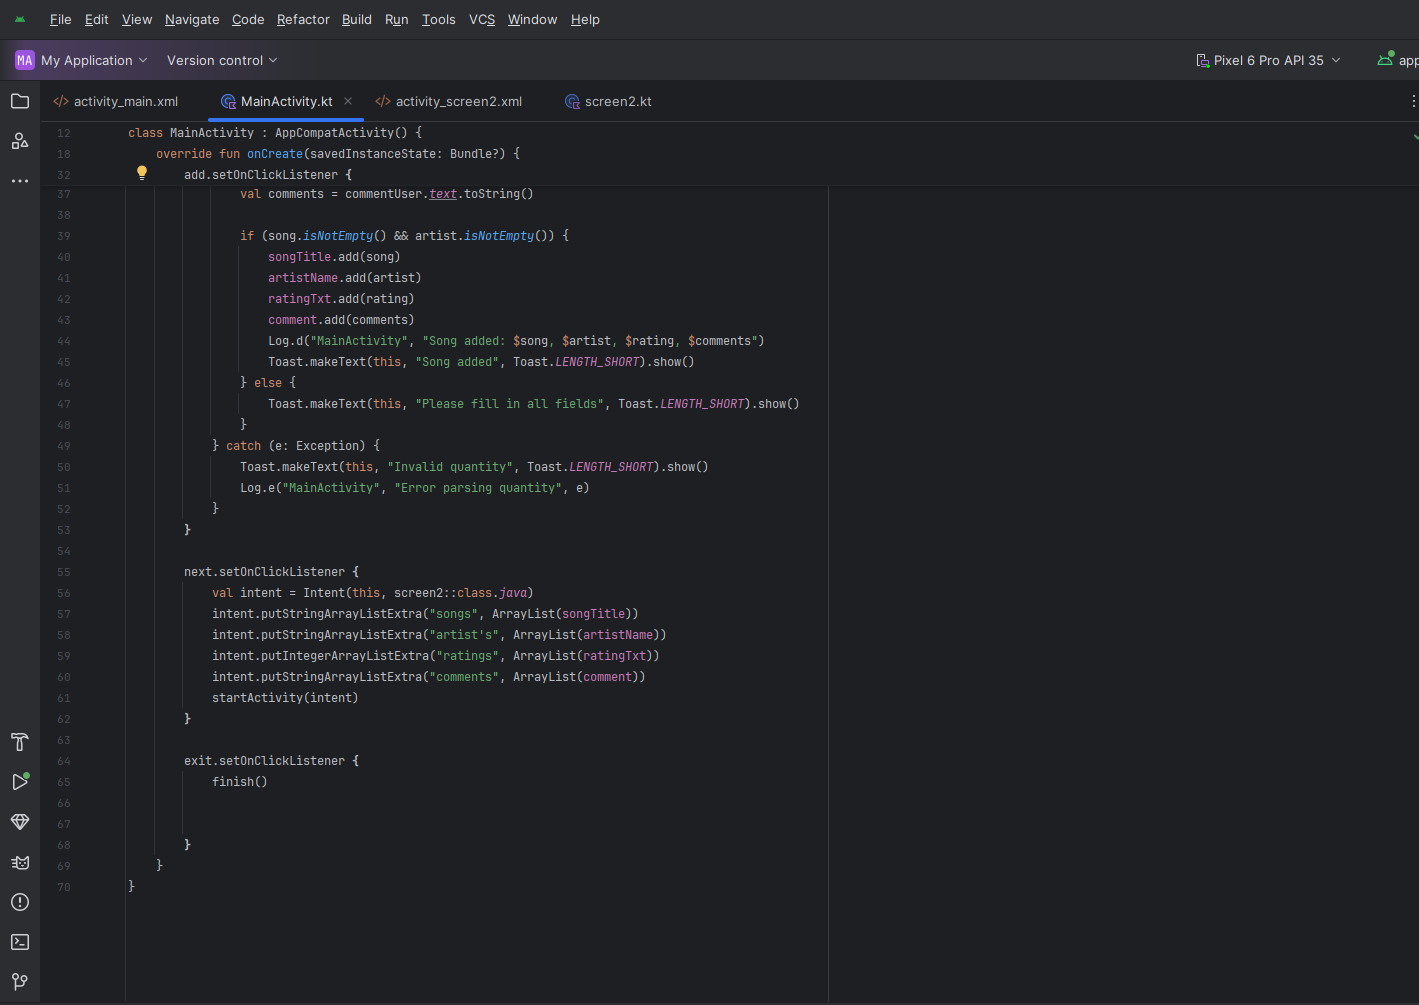 File Edit View Navigate Code Refactor Build Run Tools VCS Window Help
MA My Application Version control Pixel 6 Pro API 35 app
activity_main.xml MainActivity.kt activity_screen2.xml screen2.kt
12 class MainActivity : AppCompatActivity() {
18 override fun onCreate(savedInstanceState: Bundle?) {
32 add.setOnClickListener {
37 val comments = commentUser.text.toString()
38
39 if (song.isNotEmpty() && artist.isNotEmpty()) {
40 songTitle.add(song)
41 artistName.add(artist)
42 ratingTxt.add(rating)
43 comment.add(comments)
44 Log.d("MainActivity", "Song added: $song, $artist, $rating, $comments")
45 Toast.makeText(this, "Song added", Toast.LENGTH_SHORT).show()
46 } else {
47 Toast.makeText(this, "Please fill in all fields", Toast.LENGTH_SHORT).show()
48 }
49 } catch (e: Exception) {
50 Toast.makeText(this, "Invalid quantity", Toast.LENGTH_SHORT).show()
51 Log.e("MainActivity", "Error parsing quantity", e)
52 }
53 }
54
55 next.setOnClickListener {
56 val intent = Intent(this, screen2::class.java)
57 intent.putStringArrayListExtra("songs", ArrayList(songTitle))
58 intent.putStringArrayListExtra("artist's", ArrayList(artistName))
59 intent.putIntegerArrayListExtra("ratings", ArrayList(ratingTxt))
60 intent.putStringArrayListExtra("comments", ArrayList(comment))
61 startActivity(intent)
62 }
63
64 exit.setOnClickListener {
65 finish()
66
67
68 }
69 }
70 }